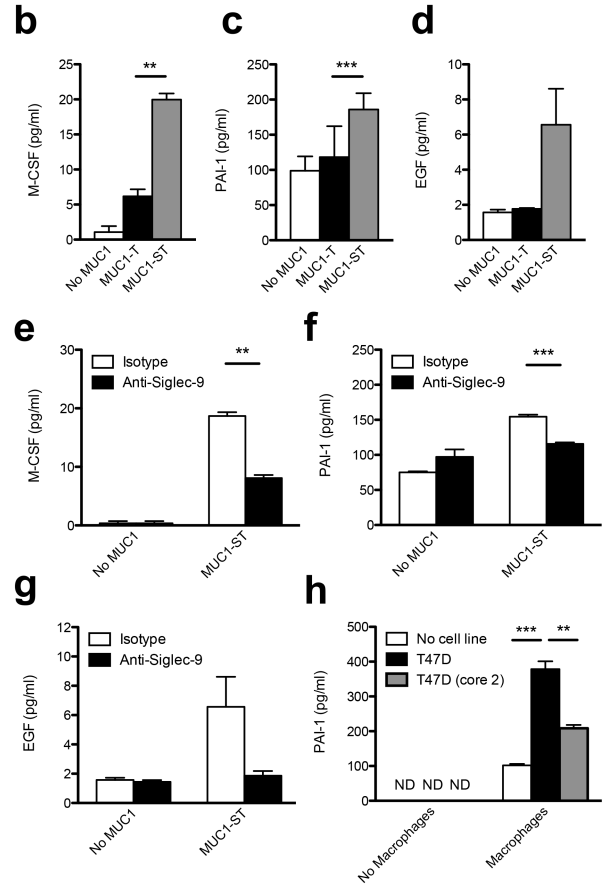 b
M-CSF (pg/ml)
25
20
15
10
5
0
**
No MUC1
MUC1-T
MUC1-ST
c
PAI-1 (pg/ml)
250
200
150
100
50
0
***
No MUC1
MUC1-T
MUC1-ST
d
EGF (pg/ml)
8
6
4
2
0
No MUC1
MUC1-T
MUC1-ST
e
M-CSF (pg/ml)
30
20
10
0
Isotype
Anti-Siglec-9
**
No MUC1
MUC1-ST
f
PAI-1 (pg/ml)
250
200
150
100
50
0
Isotype
Anti-Siglec-9
***
No MUC1
MUC1-ST
g
EGF (pg/ml)
12
10
8
6
4
2
0
Isotype
Anti-Siglec-9
No MUC1
MUC1-ST
h
PAI-1 (pg/ml)
500
400
300
200
100
0
No cell line
T47D
T47D (core 2)
*** **
ND ND ND
No Macrophages
Macrophages